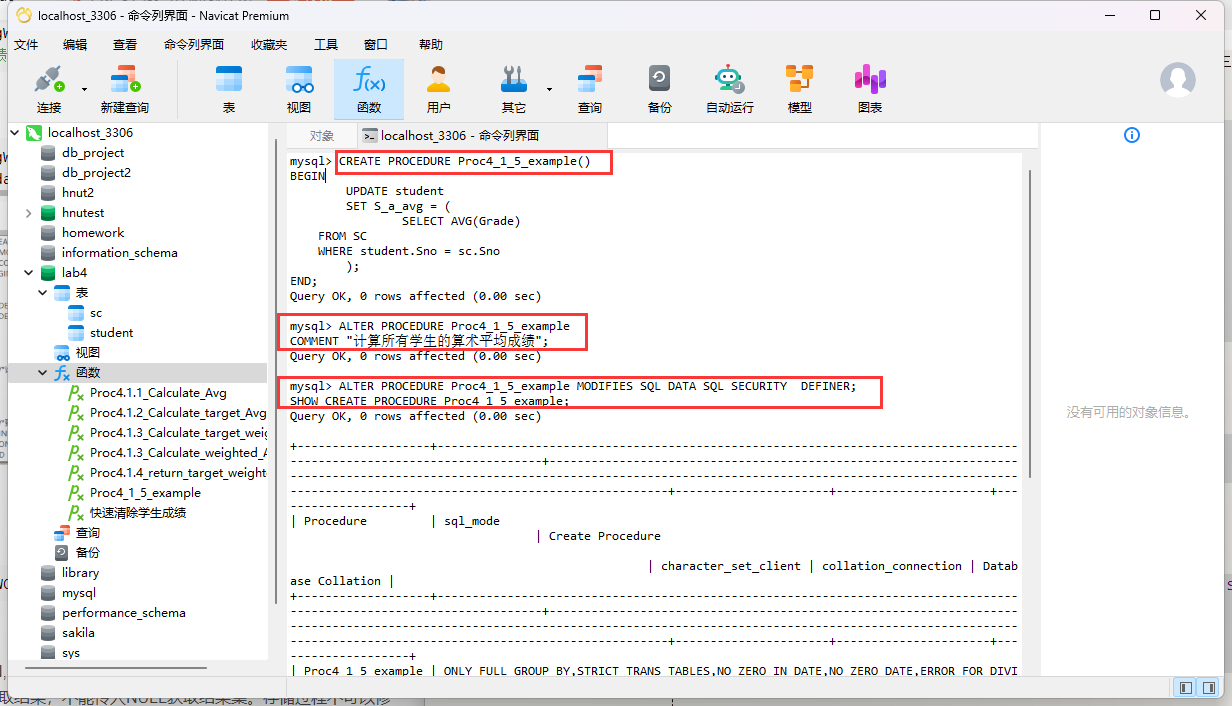 localhost_3306 - 命令列界面 - Navicat Premium
文件 编辑 查看 命令列界面 收藏夹 工具 窗口 帮助
连接 新建查询 表 视图 函数 用户 其它 查询 备份 自动运行 模型 图表
localhost_3306
db_project
db_project2
hnut2
hnutest
homework
information_schema
lab4
表
sc
student
视图
函数
Proc4.1.1_Calculate_Avg
Proc4.1.2_Calculate_target_Avg
Proc4.1.3_Calculate_target_weig
Proc4.1.3_Calculate_weighted_A
Proc4.1.4_return_target_weight
Proc4_1_5_example
快速清除学生成绩
查询
备份
library
mysql
performance_schema
sakila
sys
对象 localhost_3306 - 命令列界面
mysql> CREATE PROCEDURE Proc4_1_5_example()
BEGIN
UPDATE student
SET S_a_avg = (
SELECT AVG(Grade)
FROM SC
WHERE student.Sno = sc.Sno
);
END;
Query OK, 0 rows affected (0.00 sec)
mysql> ALTER PROCEDURE Proc4_1_5_example
COMMENT "计算所有学生的算术平均成绩";
Query OK, 0 rows affected (0.00 sec)
mysql> ALTER PROCEDURE Proc4_1_5_example MODIFIES SQL DATA SQL SECURITY  DEFINER;
SHOW CREATE PROCEDURE Proc4_1_5_example;
Query OK, 0 rows affected (0.00 sec)
| Procedure | sql_mode
| Create Procedure
| character_set_client | collation_connection | Datab
ase Collation |
| Proc4_1_5_example | ONLY_FULL_GROUP_BY,STRICT_TRANS_TABLES,NO_ZERO_IN_DATE,NO_ZERO_DATE,ERROR_FOR_DIVI
没有可用的对象信息。